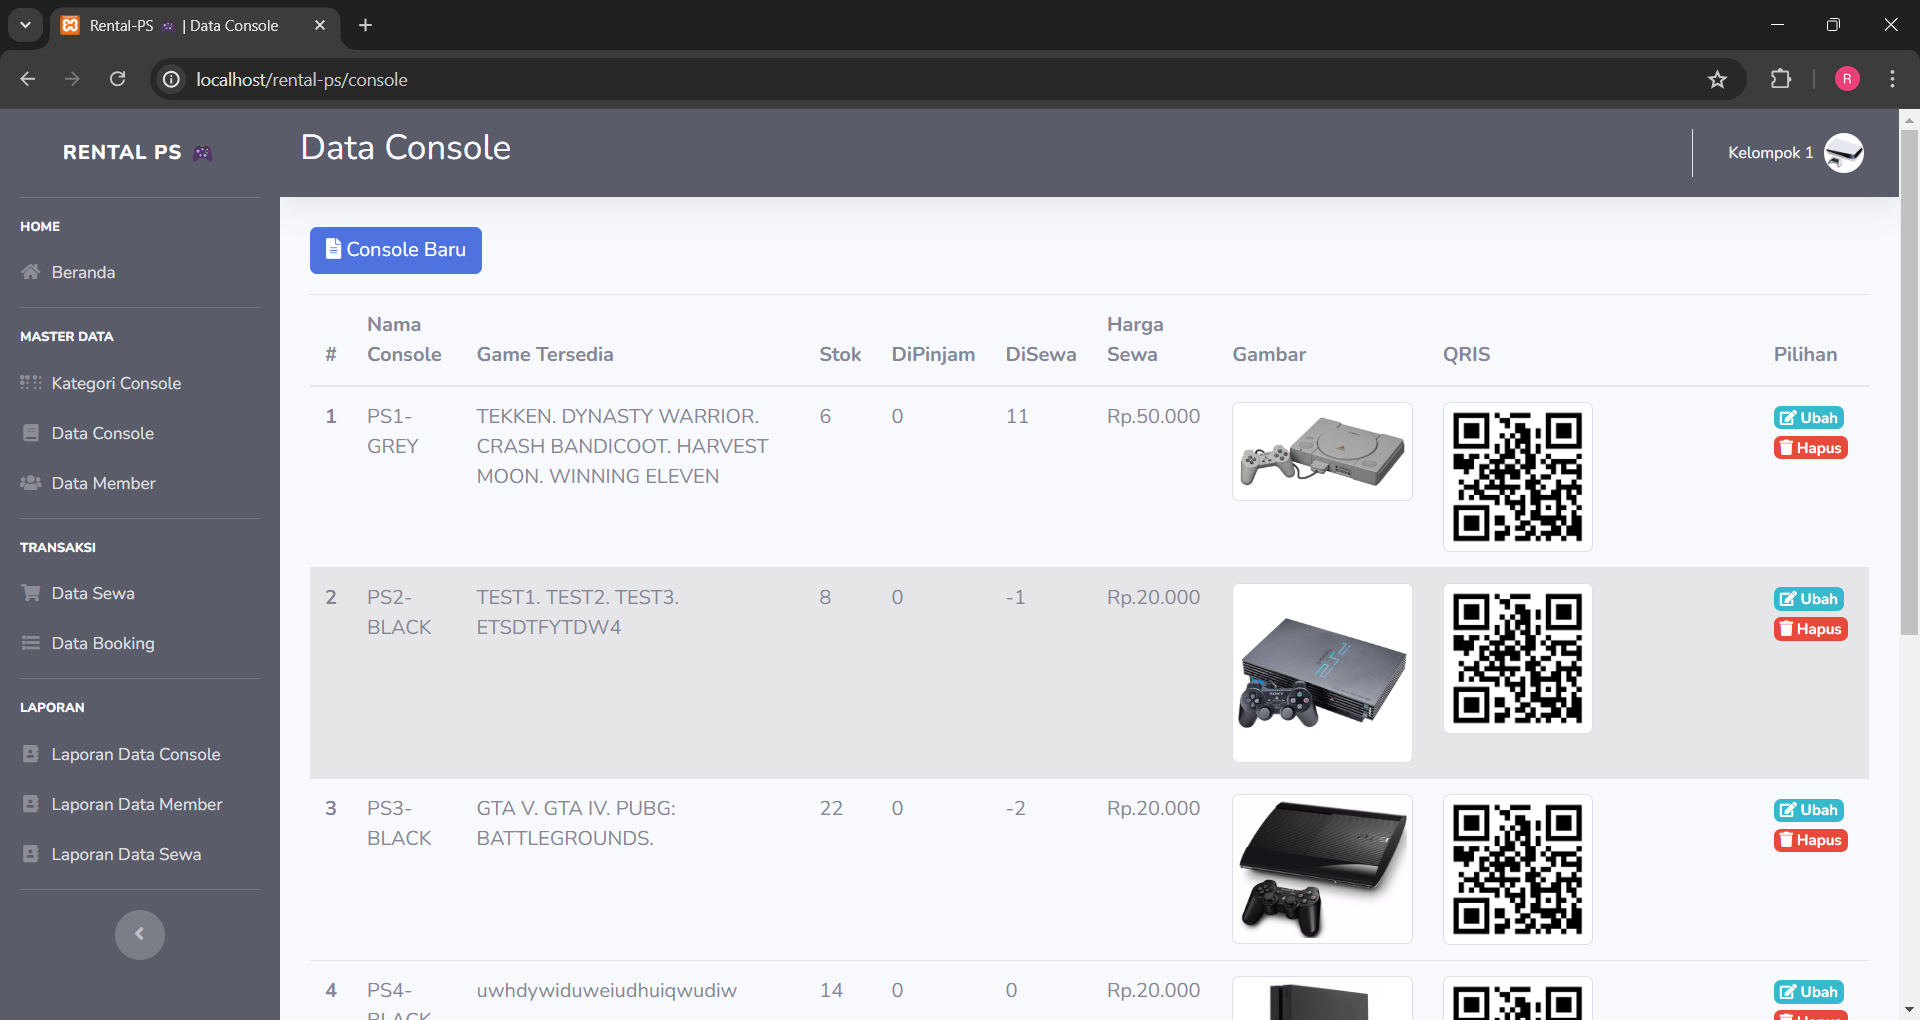 Rental-PS 🎮 | Data Console
localhost/rental-ps/console
R
RENTAL PS 🎮
Data Console
Kelompok 1
HOME
Beranda
MASTER DATA
Kategori Console
Data Console
Data Member
TRANSAKSI
Data Sewa
Data Booking
LAPORAN
Laporan Data Console
Laporan Data Member
Laporan Data Sewa
Console Baru
# Nama Console Game Tersedia Stok DiPinjam DiSewa Harga Sewa Gambar QRIS Pilihan
1 PS1-
GREY
TEKKEN. DYNASTY WARRIOR.
CRASH BANDICOOT. HARVEST
MOON. WINNING ELEVEN
6 0 11 Rp.50.000
Ubah
Hapus
2 PS2-
BLACK
TEST1. TEST2. TEST3.
ETSDTFYTDW4
8 0 -1 Rp.20.000
PS2
SONY
Ubah
Hapus
3 PS3-
BLACK
GTA V. GTA IV. PUBG:
BATTLEGROUNDS.
22 0 -2 Rp.20.000
PS3
Ubah
Hapus
4 PS4-
BLACK
uwhdywiduweiudhuiqwudiw
14 0 0 Rp.20.000
Ubah
Hapus